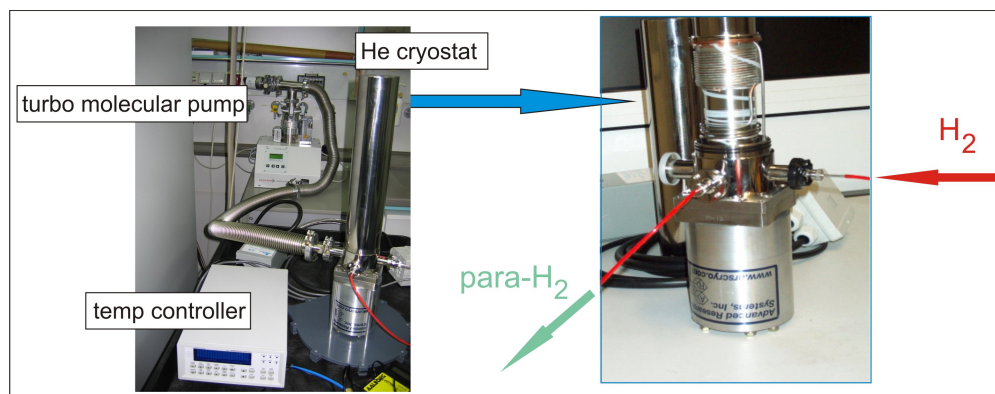 He cryostat
turbo molecular pump
temp controller
H2
para-H2
Advanced Research
Systems, Inc.
www.arscryo.com